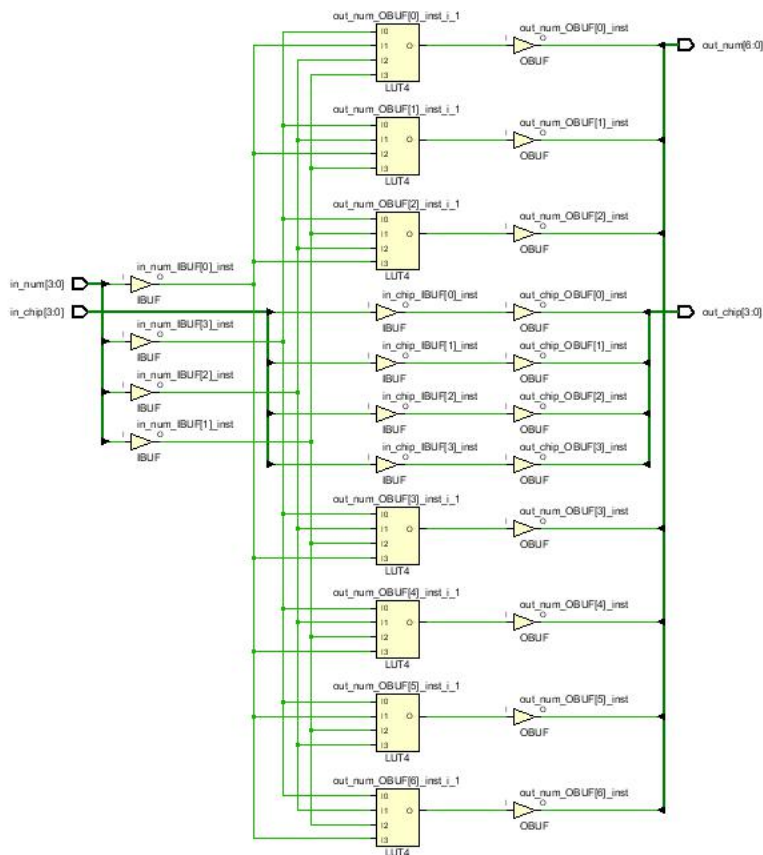 out_num_OBUF[0]_inst_i_1
I0
I1
I2
I3
O
LUT4
out_num_OBUF[0]_inst
I
O
OBUF
out_num[6:0]
out_num_OBUF[1]_inst_i_1
I0
I1
I2
I3
O
LUT4
out_num_OBUF[1]_inst
I
O
OBUF
out_num_OBUF[2]_inst_i_1
I0
I1
I2
I3
O
LUT4
out_num_OBUF[2]_inst
I
O
OBUF
in_num[3:0]
in_chip[3:0]
in_num_IBUF[0]_inst
I
O
IBUF
in_num_IBUF[3]_inst
I
O
IBUF
in_num_IBUF[2]_inst
I
O
IBUF
in_num_IBUF[1]_inst
I
O
IBUF
in_chip_IBUF[0]_inst
I
O
IBUF
out_chip_OBUF[0]_inst
I
O
OBUF
out_chip[3:0]
in_chip_IBUF[1]_inst
I
O
IBUF
out_chip_OBUF[1]_inst
I
O
OBUF
in_chip_IBUF[2]_inst
I
O
IBUF
out_chip_OBUF[2]_inst
I
O
OBUF
in_chip_IBUF[3]_inst
I
O
IBUF
out_chip_OBUF[3]_inst
I
O
OBUF
out_num_OBUF[3]_inst_i_1
I0
I1
I2
I3
O
LUT4
out_num_OBUF[3]_inst
I
O
OBUF
out_num_OBUF[4]_inst_i_1
I0
I1
I2
I3
O
LUT4
out_num_OBUF[4]_inst
I
O
OBUF
out_num_OBUF[5]_inst_i_1
I0
I1
I2
I3
O
LUT4
out_num_OBUF[5]_inst
I
O
OBUF
out_num_OBUF[6]_inst_i_1
I0
I1
I2
I3
O
LUT4
out_num_OBUF[6]_inst
I
O
OBUF